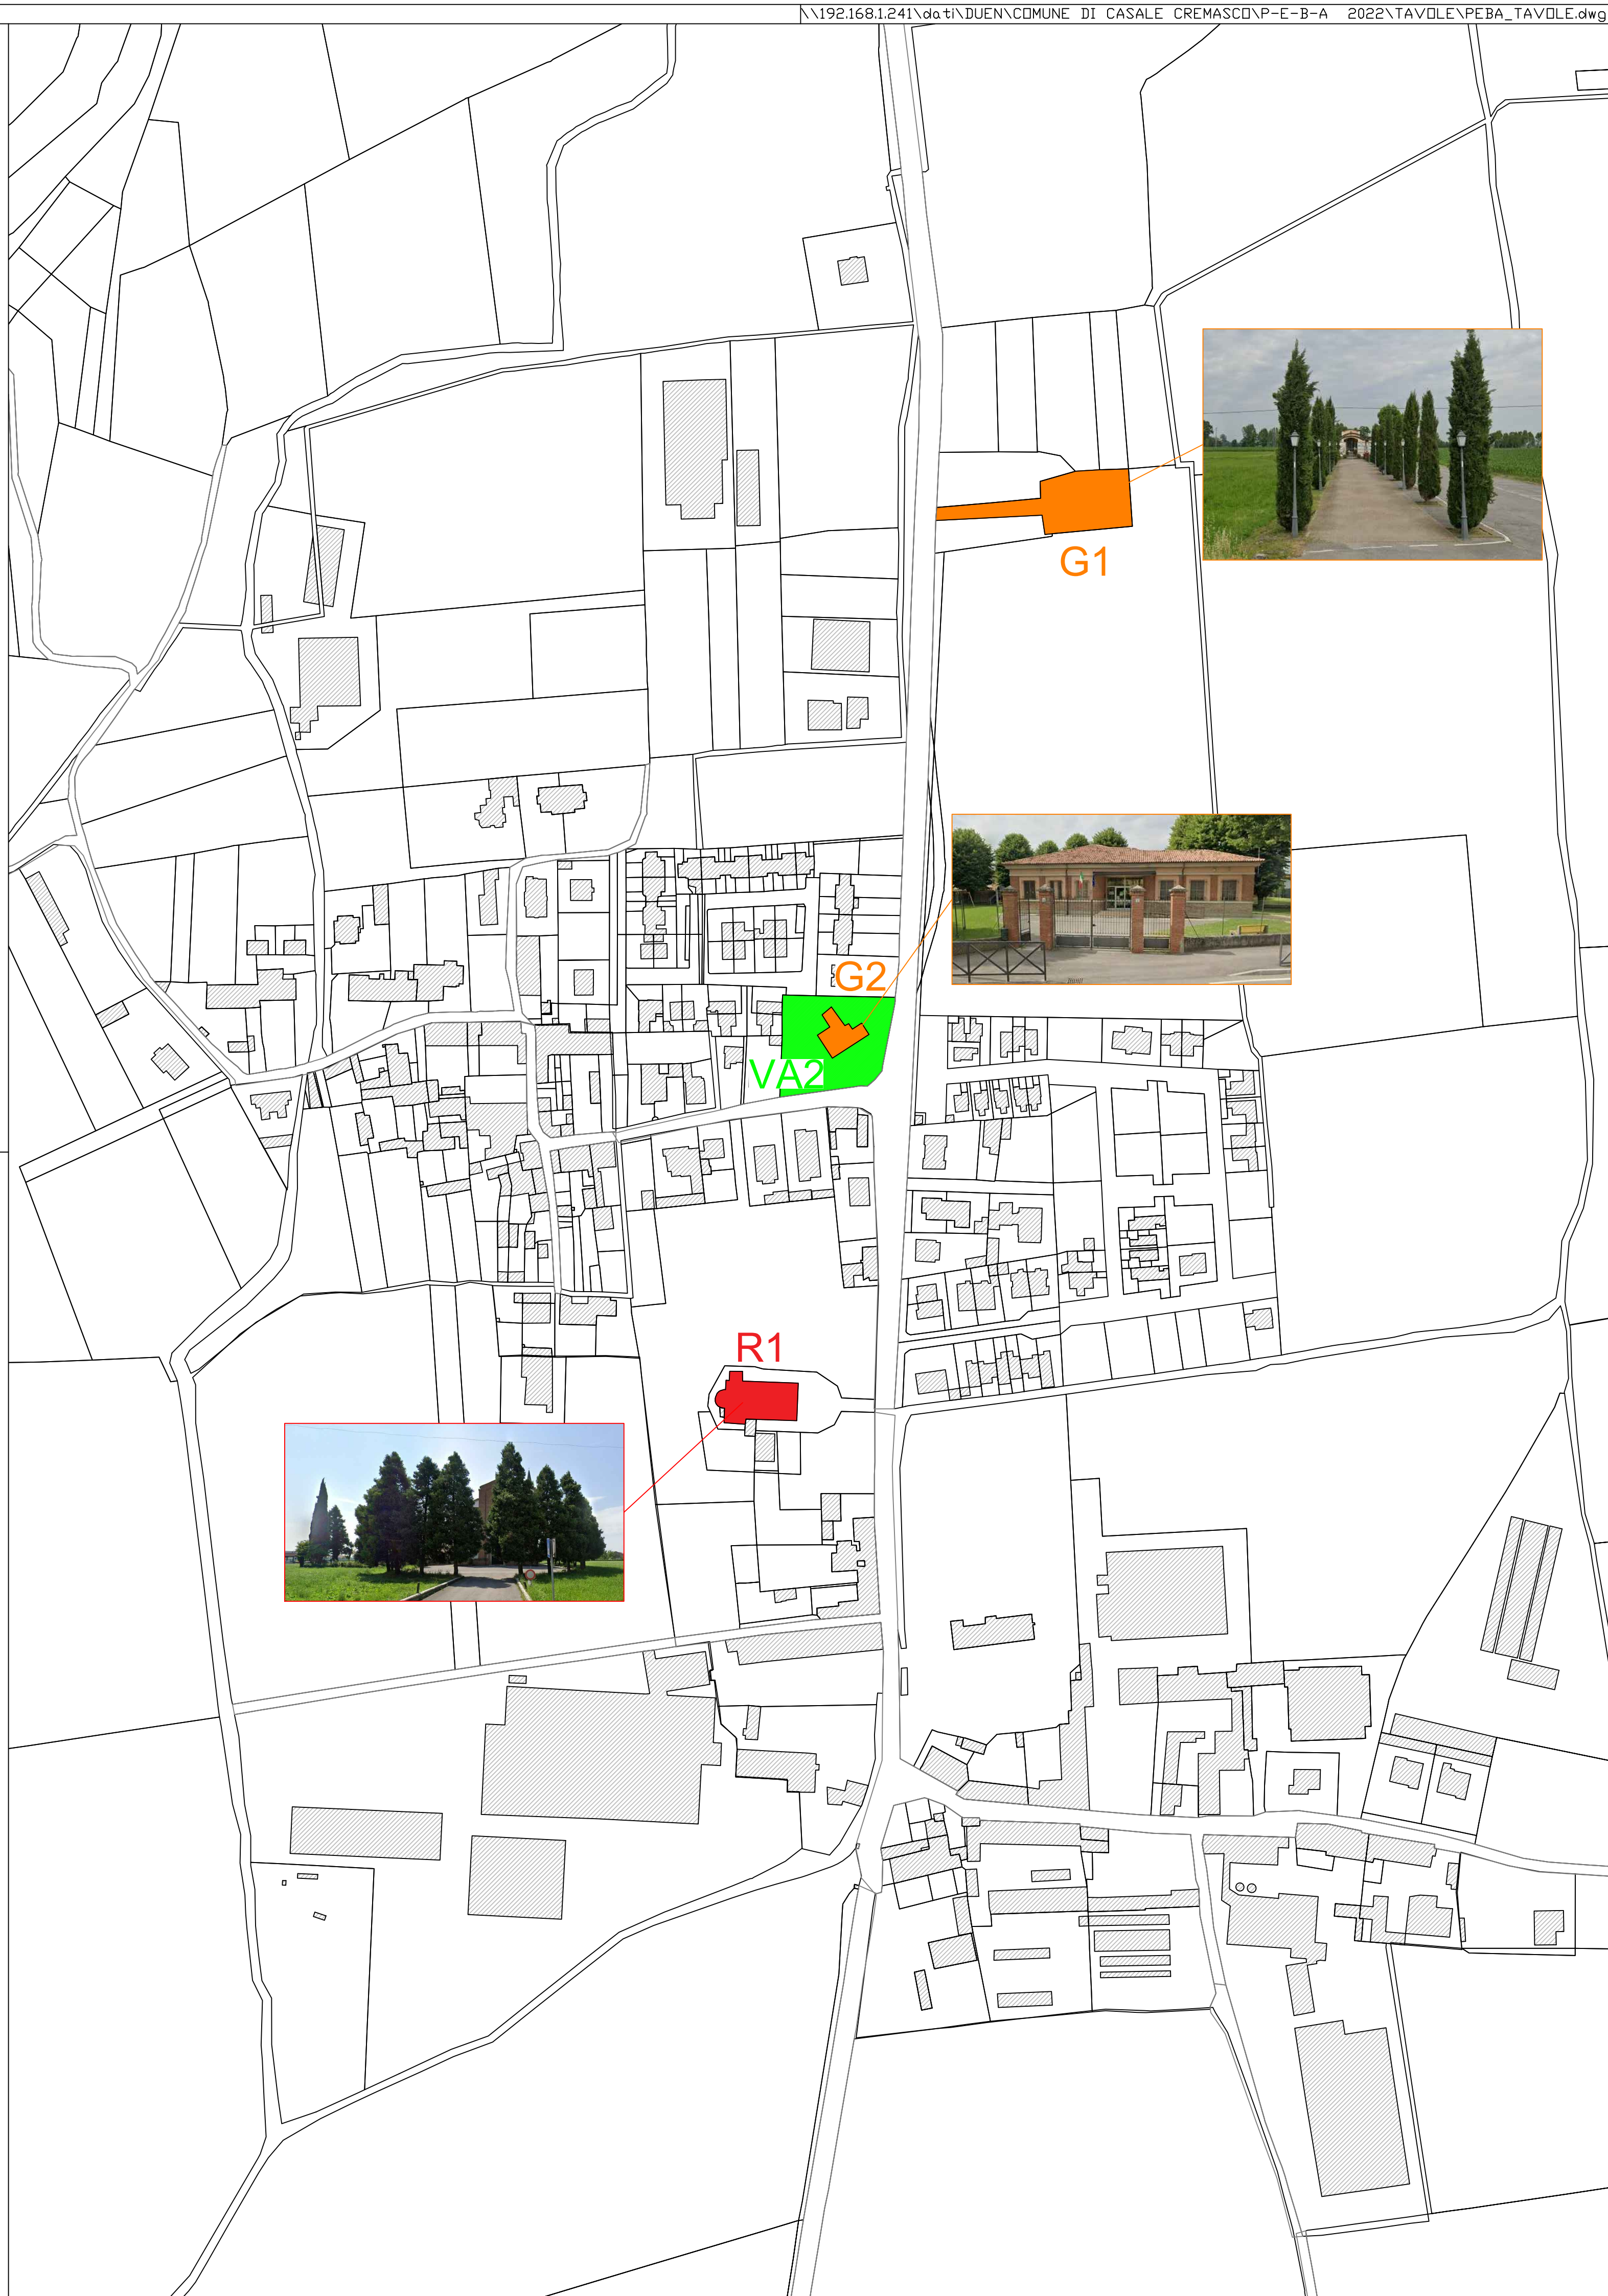 \\192.168.1.241\dati\DUEN\COMUNE DI CASALE CREMASCO\P-E-B-A 2022\TAVOLE\PEBA_TAVOLE.dwg
G1
G2
VA2
R1